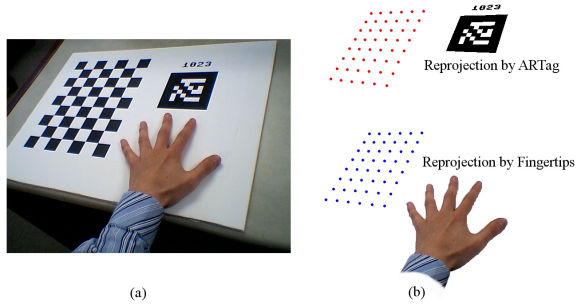 1023
1023
Reprojection by ARTag
Reprojection by Fingertips
(a)
(b)